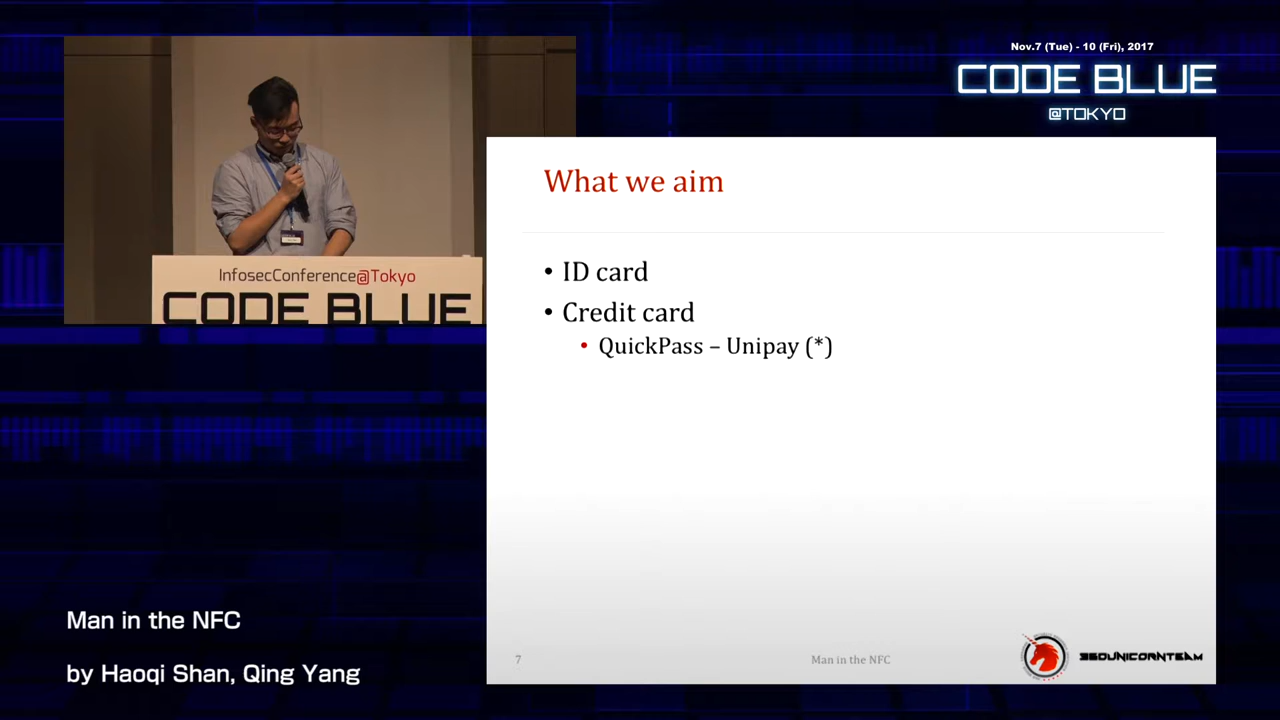 Nov.7 (Tue) - 10 (Fri), 2017
CODE BLUE
@TOKYO
InfosecConference@Tokyo
CODE BLUE
What we aim
• ID card
• Credit card
• QuickPass – Unipay (*)
7
Man in the NFC
360UNICORNTEAM
Man in the NFC
by Haoqi Shan, Qing Yang